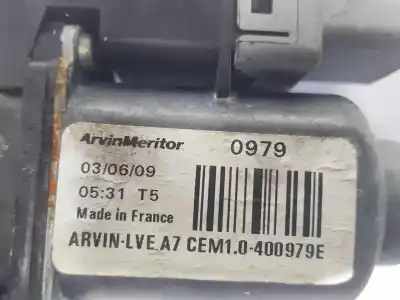 ArvinMeritor 0979
03/06/09
05:31 T5
Made in France
ARVIN-LVE A7 CEM1.0-400979E